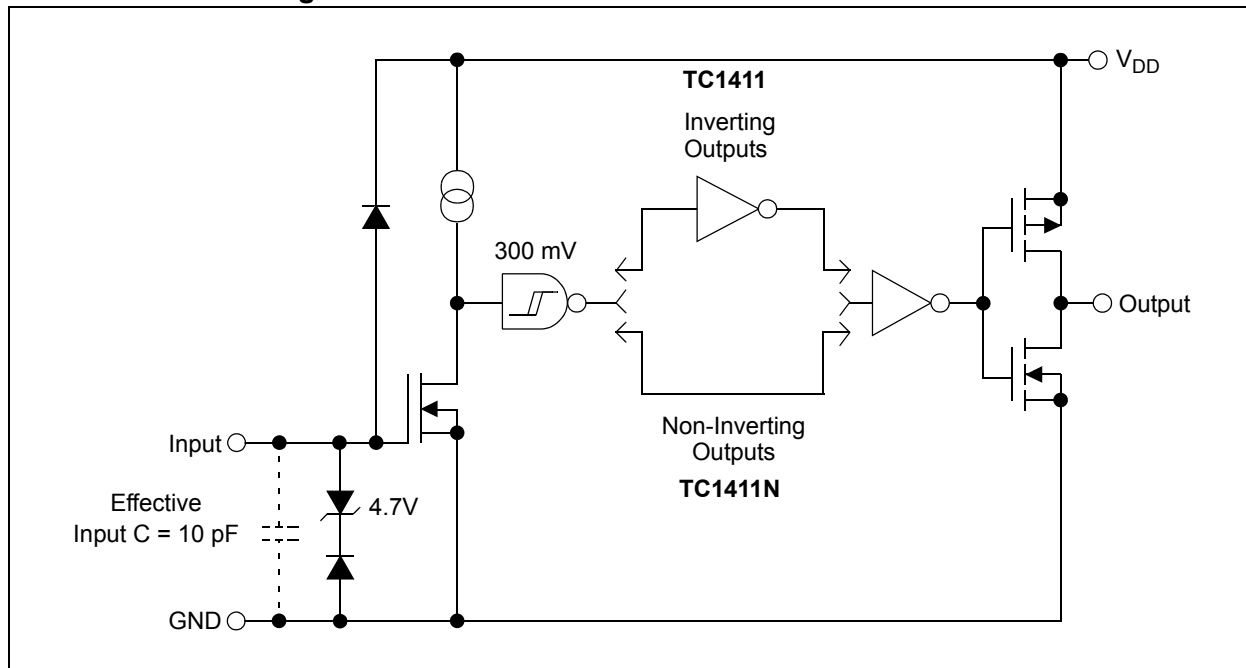 TC1411
V_DD
Inverting
Outputs
300 mV
Output
Input
Non-Inverting
Outputs
TC1411N
Effective
Input C = 10 pF
4.7V
GND